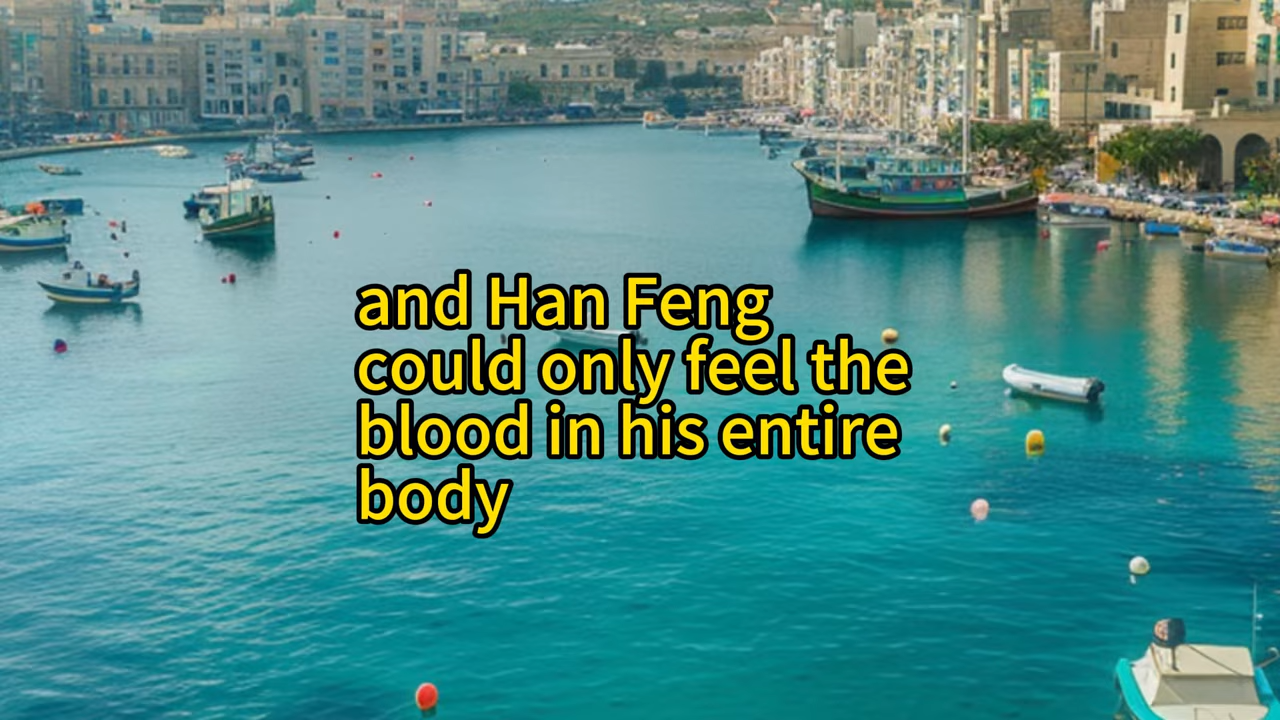 and Han Feng
could only feel the
blood in his entire
body